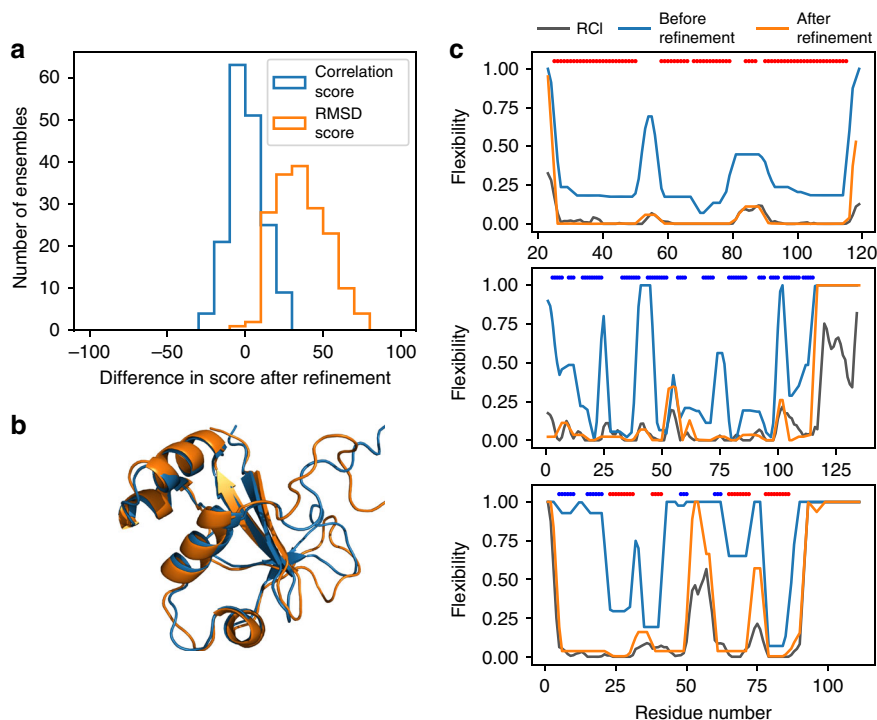 a
Number of ensembles
60
50
40
30
20
10
0
−100
−50
0
50
100
Difference in score after refinement
Correlation
score
RMSD
score
b
c
RCI
Before
refinement
After
refinement
Flexibility
1.00
0.75
0.50
0.25
0.00
20
40
60
80
100
120
Flexibility
1.00
0.75
0.50
0.25
0.00
0
25
50
75
100
125
Flexibility
1.00
0.75
0.50
0.25
0.00
0
25
50
75
100
Residue number